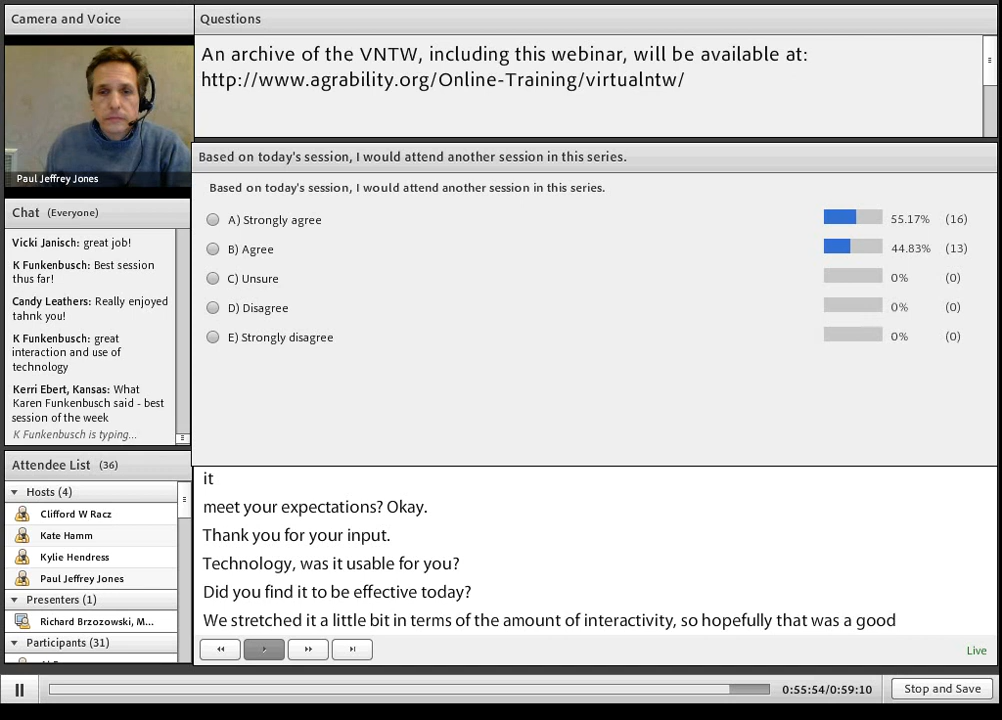 Camera and Voice
Questions
An archive of the VNTW, including this webinar, will be available at:
http://www.agrability.org/Online-Training/virtualntw/
Paul Jeffrey Jones
Based on today's session, I would attend another session in this series.
Based on today's session, I would attend another session in this series.
A) Strongly agree 55.17% (16)
B) Agree 44.83% (13)
C) Unsure 0% (0)
D) Disagree 0% (0)
E) Strongly disagree 0% (0)
Chat (Everyone)
Vicki Janisch: great job!
K Funkenbusch: Best session
thus far!
Candy Leathers: Really enjoyed
tahnk you!
K Funkenbusch: great
interaction and use of
technology
Kerri Ebert, Kansas: What
Karen Funkenbusch said - best
session of the week
K Funkenbusch is typing...
Attendee List (36)
Hosts (4)
Clifford W Racz
Kate Hamm
Kylie Hendress
Paul Jeffrey Jones
Presenters (1)
Richard Brzozowski, M...
Participants (31)
it
meet your expectations? Okay.
Thank you for your input.
Technology, was it usable for you?
Did you find it to be effective today?
We stretched it a little bit in terms of the amount of interactivity, so hopefully that was a good
Live
0:55:54/0:59:10
Stop and Save